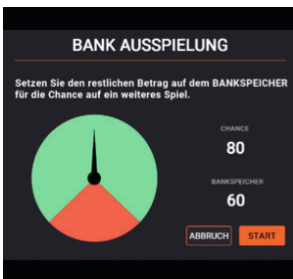 BANK AUSSPIELUNG
Setzen Sie den restlichen Betrag auf dem BANKSPEICHER
für die Chance auf ein weiteres Spiel.
CHANCE
80
BANKSPEICHER
60
ABBRUCH START